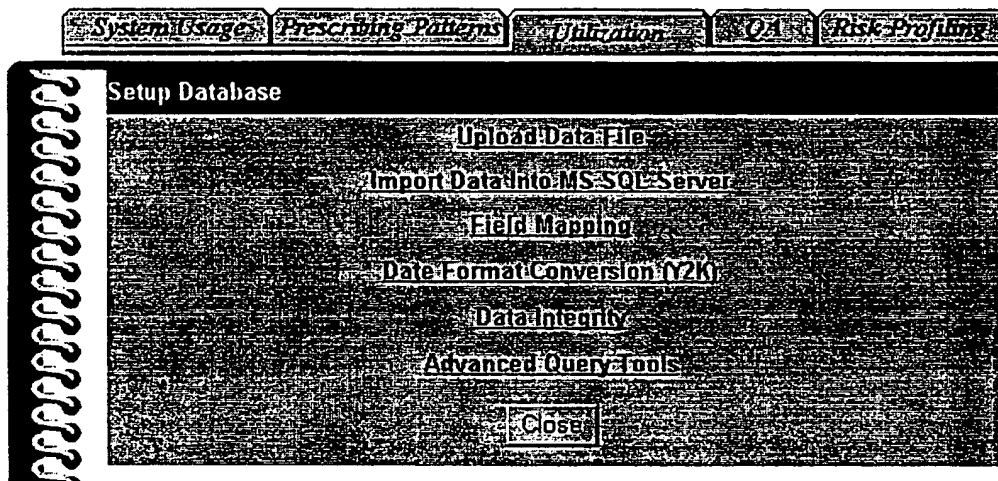 System Usage Prescribing Patterns Utilization QA Risk-Profiling
Setup Database
Upload Data File
Import Data Into MS SQL Server
Field Mapping
Date Format Conversion (Y2K)
Data Integrity
Advanced Query Tools
Close